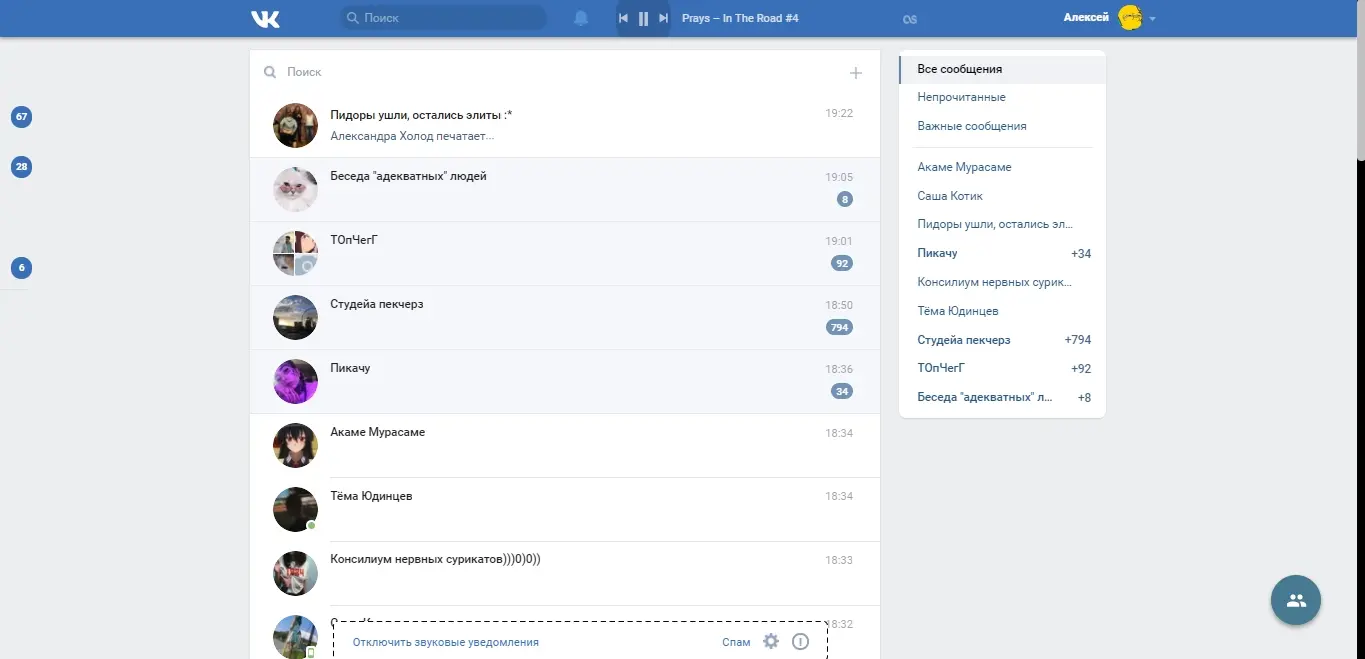 VK
Поиск
Prays – In The Road #4
Алексей
67
28
6
Поиск
Пидоры ушли, остались элиты :*
19:22
Александра Холод печатает...
Беседа "адекватных" людей
19:05
8
ТОпЧегГ
19:01
92
Студейа пекчерз
18:50
794
Пикачу
18:36
34
Акаме Мурасаме
18:34
Тёма Юдинцев
18:34
Консилиум нервных сурикатов)))0)0))
18:33
18:32
Отключить звуковые уведомления
Спам
Все сообщения
Непрочитанные
Важные сообщения
Акаме Мурасаме
Саша Котик
Пидоры ушли, остались эл...
Пикачу +34
Консилиум нервных сурик...
Тёма Юдинцев
Студейа пекчерз +794
ТОпЧегГ +92
Беседа "адекватных" л... +8